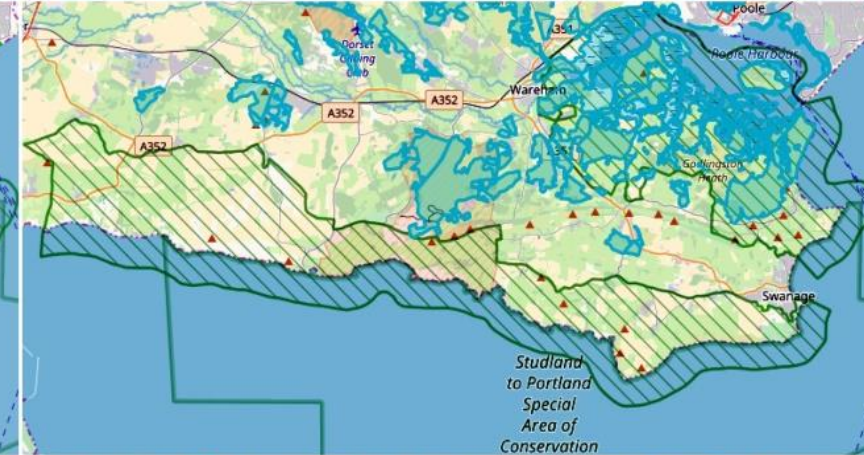 Poole
A351
Dorset
Gliding
Club
Poole Harbour
Wareham
A352
A352
A351
A352
Godlingston
Heath
Swanage
Studland
to Portland
Special
Area of
Conservation